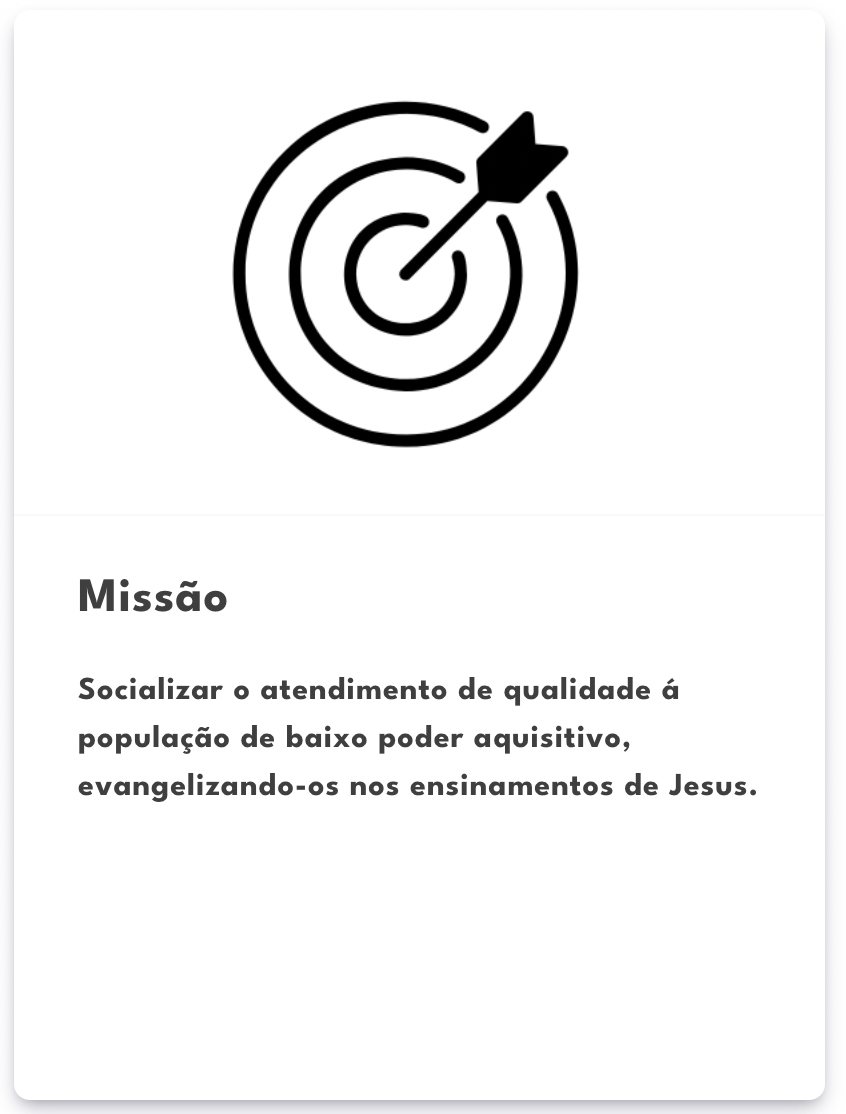 Missão
Socializar o atendimento de qualidade á
população de baixo poder aquisitivo,
evangelizando-os nos ensinamentos de Jesus.